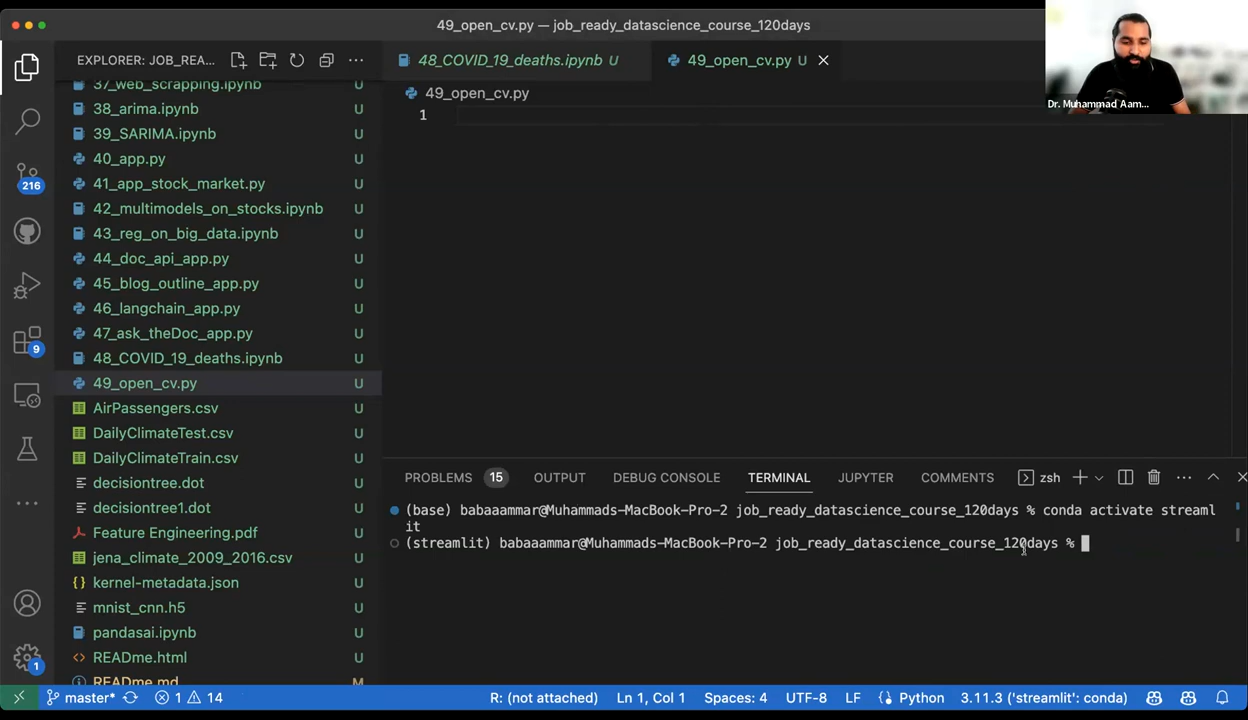 49_open_cv.py — job_ready_datascience_course_120days
Dr. Muhammad Aam...
EXPLORER: JOB_REA...
37_web_scrapping.ipynb U
38_arima.ipynb U
39_SARIMA.ipynb U
40_app.py U
41_app_stock_market.py U
42_multimodels_on_stocks.ipynb U
43_reg_on_big_data.ipynb U
44_doc_api_app.py U
45_blog_outline_app.py U
46_langchain_app.py U
47_ask_theDoc_app.py U
48_COVID_19_deaths.ipynb U
49_open_cv.py U
AirPassengers.csv U
DailyClimateTest.csv U
DailyClimateTrain.csv U
decisiontree.dot U
decisiontree1.dot U
Feature Engineering.pdf U
jena_climate_2009_2016.csv U
kernel-metadata.json U
mnist_cnn.h5 U
pandasai.ipynb U
READme.html U
READme.md M
216
9
1
48_COVID_19_deaths.ipynb U
49_open_cv.py U
49_open_cv.py
1
PROBLEMS 15 OUTPUT DEBUG CONSOLE TERMINAL JUPYTER COMMENTS zsh
(base) babaaammar@Muhammads-MacBook-Pro-2 job_ready_datascience_course_120days % conda activate streaml
it
(streamlit) babaaammar@Muhammads-MacBook-Pro-2 job_ready_datascience_course_120days %
master* 1 14 R: (not attached) Ln 1, Col 1 Spaces: 4 UTF-8 LF Python 3.11.3 ('streamlit': conda)